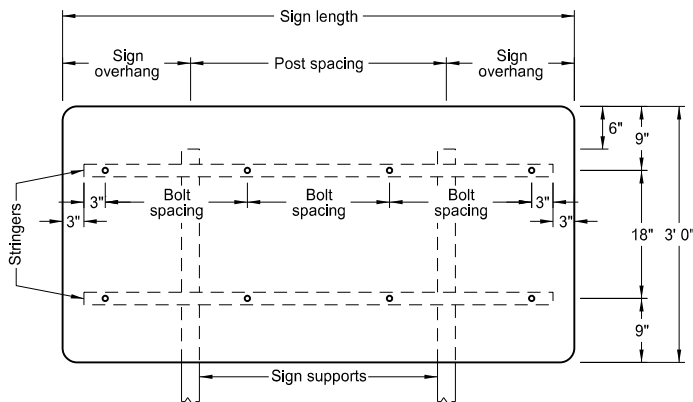 Sign length
Sign
overhang
Post spacing
Sign
overhang
6"
9"
Stringers
3"
Bolt
spacing
Bolt
spacing
Bolt
spacing
3"
3"
3"
18"
3' 0"
9"
Sign supports